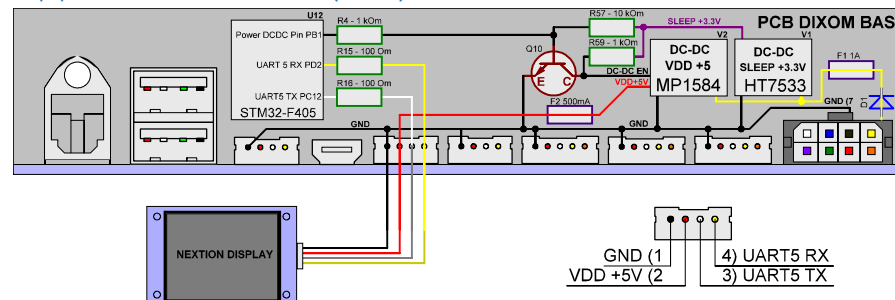 U12
Power DCDC Pin PB1
UART 5 RX PD2
UART5 TX PC12
STM32-F405
R4 - 1 kOm
R15 - 100 Om
R16 - 100 Om
Q10
E
C
R57 - 10 kOm
R59 - 1 kOm
DC-DC EN
VDD+5V
F2 500mA
SLEEP +3.3V
V2
DC-DC
VDD +5
MP1584
PCB DIXOM BAS
V1
DC-DC
SLEEP +3.3V
HT7533
F1 1A
D1
GND (7
GND
GND
NEXTION DISPLAY
GND (1
VDD +5V (2
4) UART5 RX
3) UART5 TX